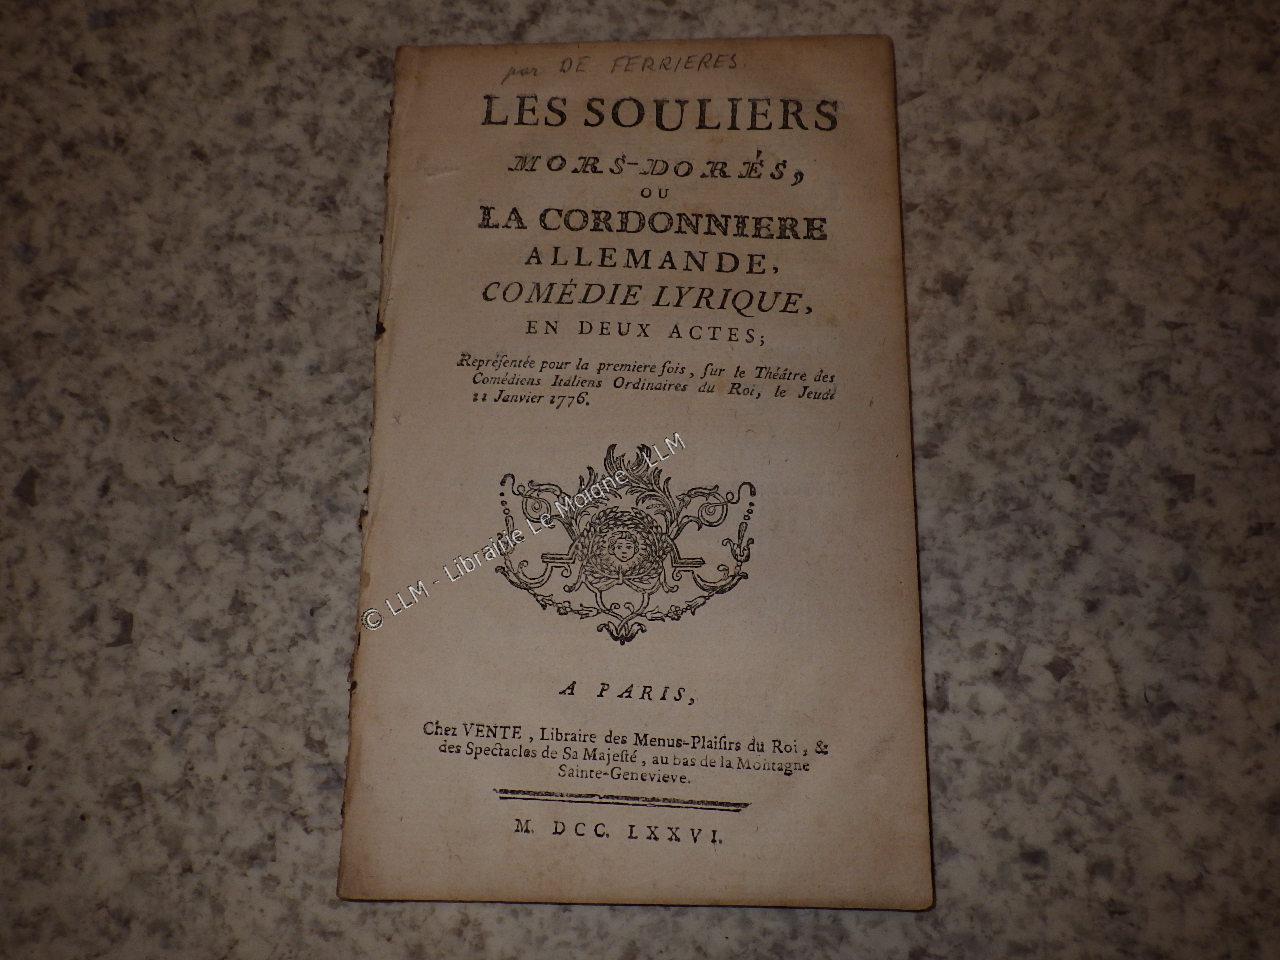 par DE FERRIERES.
LES SOULIERS
MORS-DORÉS,
OU
LA CORDONNIERE
ALLEMANDE,
COMÉDIE LYRIQUE,
EN DEUX ACTES;
Repréſentée pour la premiere fois, ſur le Théâtre des
Comédiens Italiens Ordinaires du Roi, le Jeudi
11 Janvier 1776.
© LLM - Librairie Le Moigne - LLM
A PARIS,
Chez VENTE, Libraire des Menus-Plaiſirs du Roi, &
des Spectacles de Sa Majeſté, au bas de la Montagne
Sainte-Genevieve.
M. DCC. LXXVI.